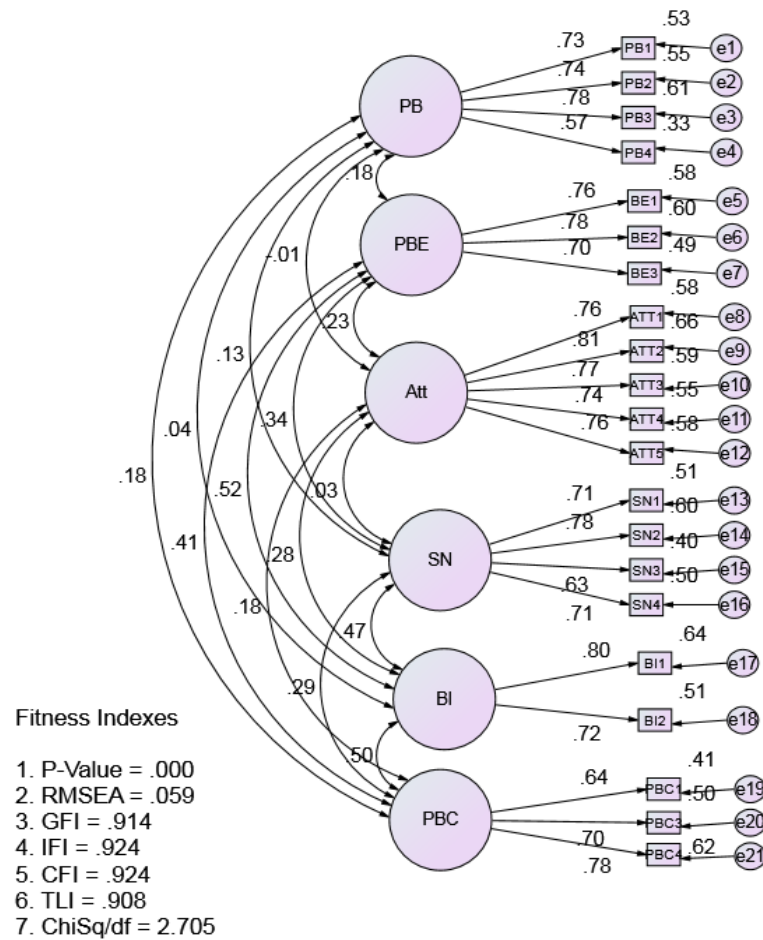 .53
.73
PB1
e1
.55
.74
PB2
e2
.61
.78
PB
PB3
e3
.33
.57
PB4
e4
.18
.58
.76
BE1
e5
.60
.78
PBE
BE2
e6
.49
.70
BE3
e7
-.01
.58
.76
ATT1
e8
.66
.23
.81
ATT2
e9
.59
.13
.77
Att
ATT3
e10
.55
.74
ATT4
e11
.58
.34
.76
ATT5
e12
.04
.51
.18
.52
.03
.71
SN1
e13
.60
.78
SN2
e14
.40
.41
.28
SN
SN3
e15
.50
.63
SN4
e16
.18
.71
.47
.64
.80
BI1
e17
.29
BI
.51
BI2
e18
.72
.50
.41
.64
PBC1
e19
.50
PBC
PBC3
e20
.70
.62
PBC4
e21
.78
Fitness Indexes
1. P-Value = .000
2. RMSEA = .059
3. GFI = .914
4. IFI = .924
5. CFI = .924
6. TLI = .908
7. ChiSq/df = 2.705